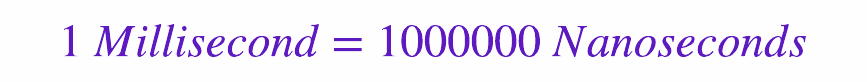 1 Millisecond = 1000000 Nanoseconds